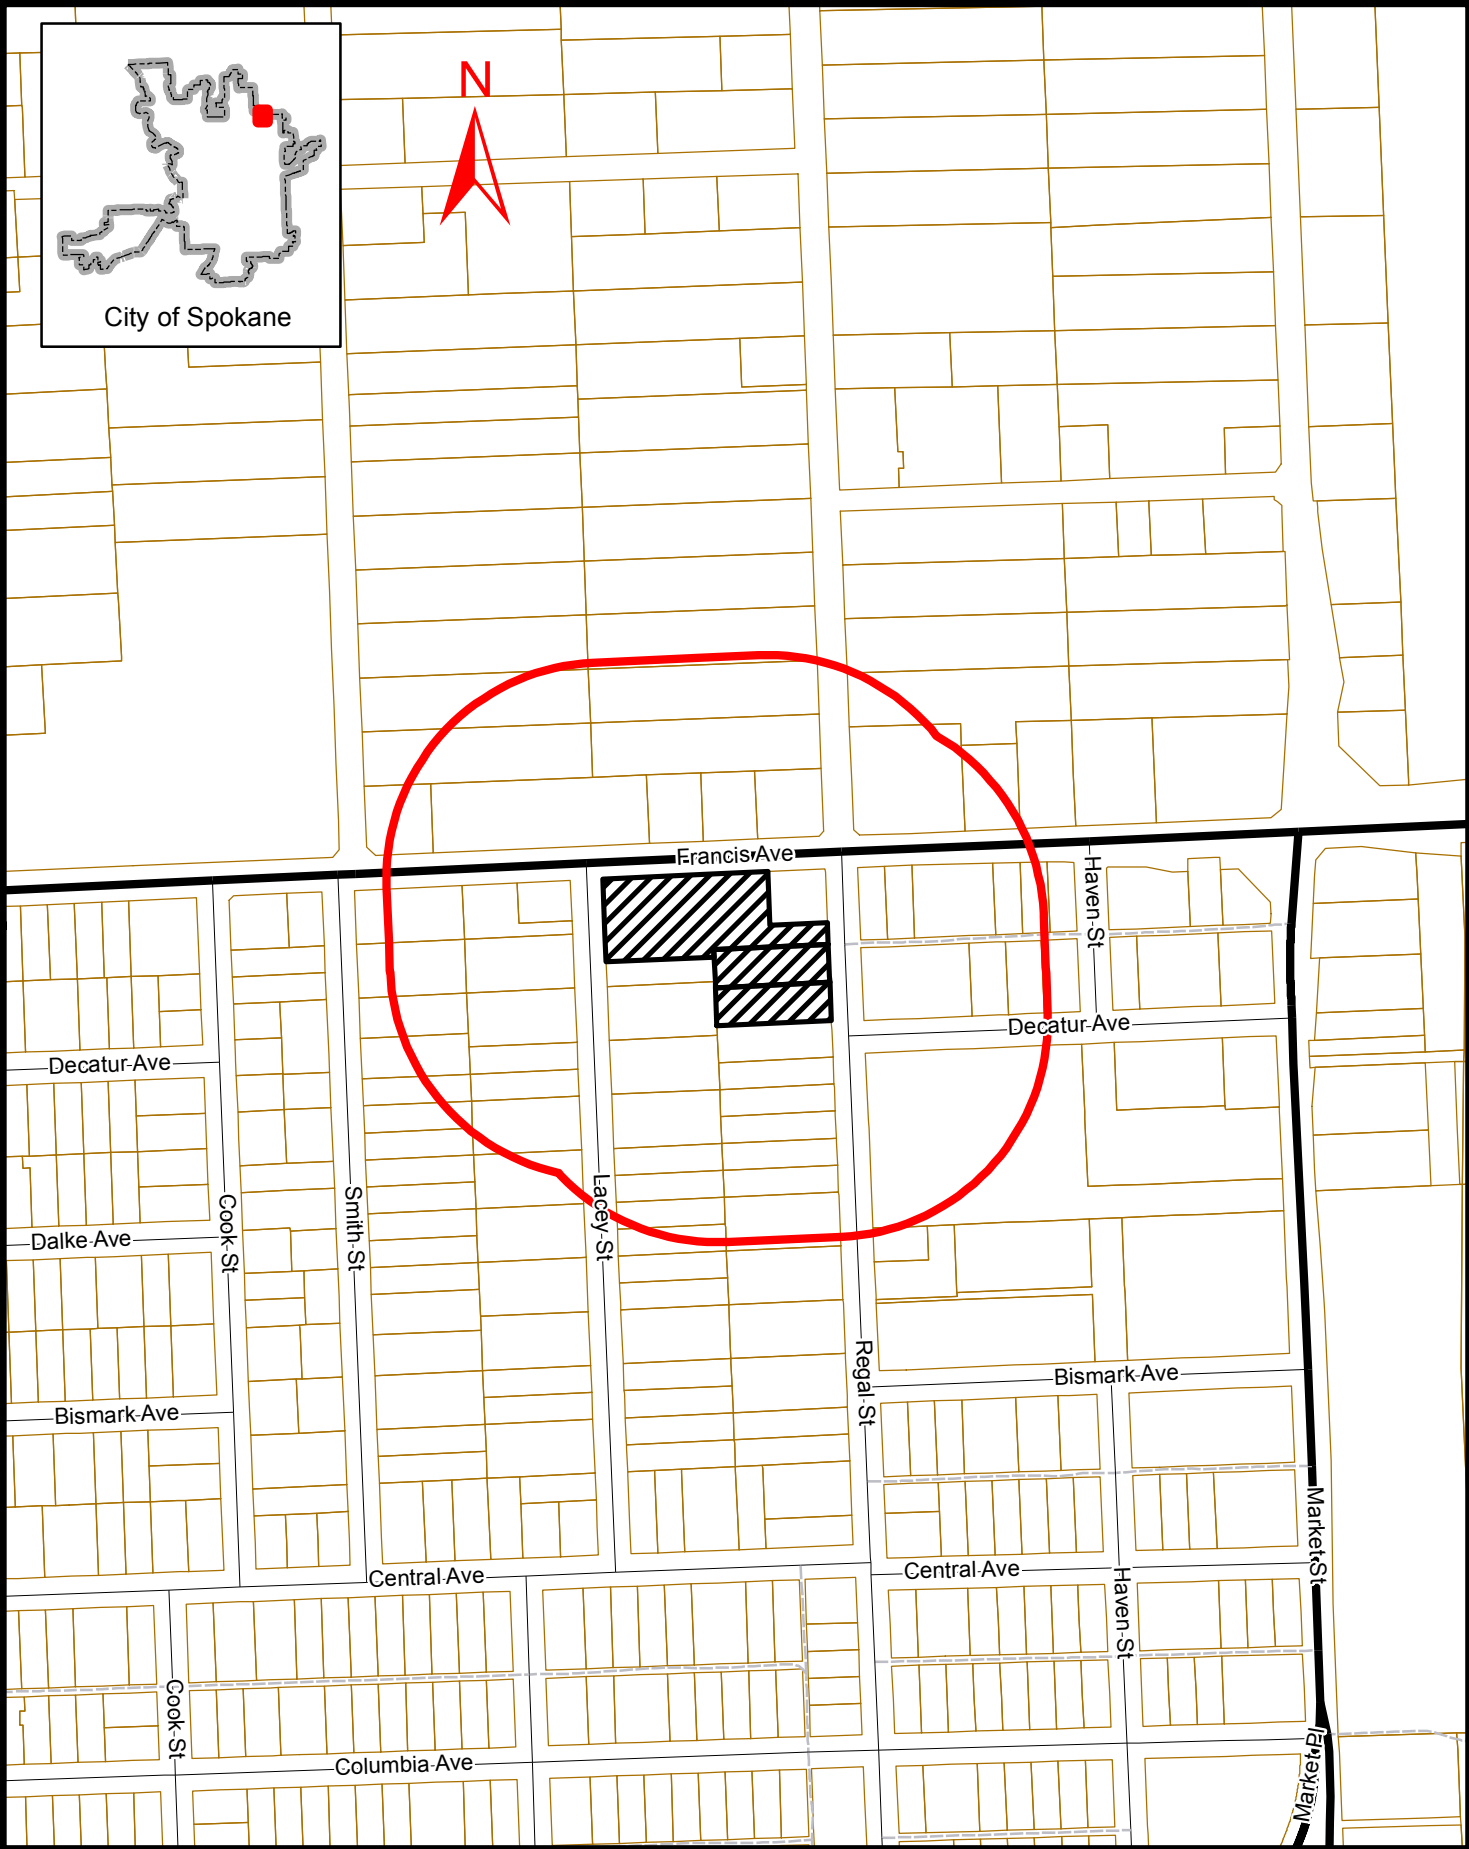 N
City of Spokane
Francis Ave
Haven St
Decatur Ave
Decatur Ave
Cook St
Smith St
Lacey St
Dalke Ave
Regal St
Bismark Ave
Bismark Ave
Market St
Central Ave
Central Ave
Haven St
Cook St
Columbia Ave
Market Pl